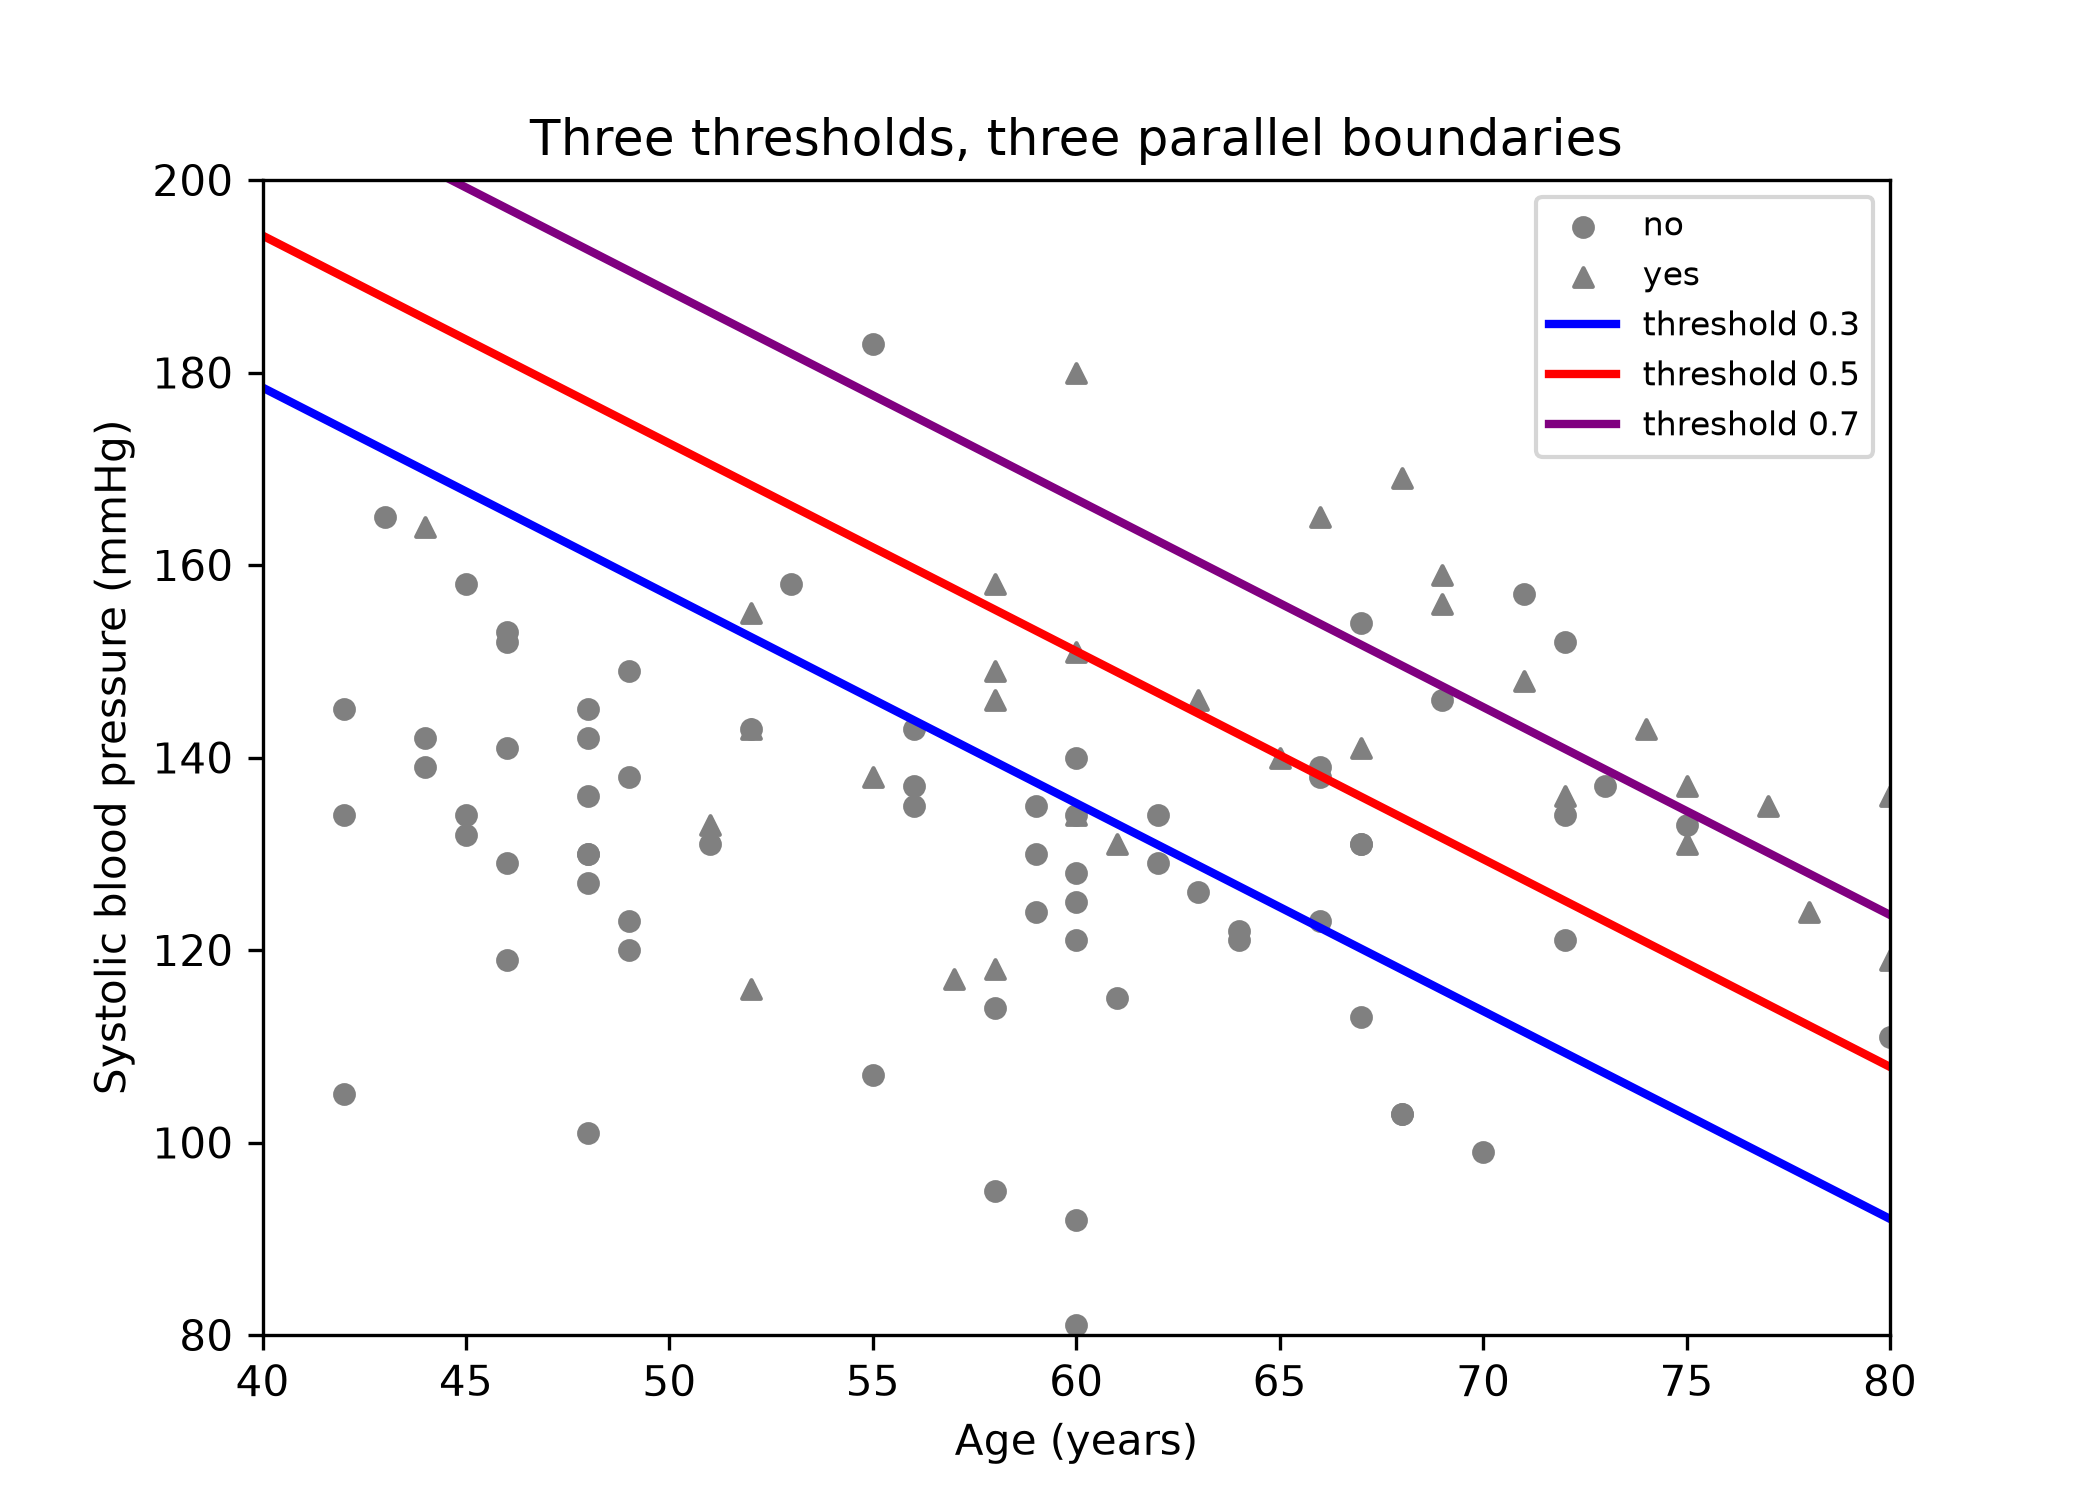 Three thresholds, three parallel boundaries
200
180
160
140
120
100
80
Systolic blood pressure (mmHg)
no
yes
threshold 0.3
threshold 0.5
threshold 0.7
40 45 50 55 60 65 70 75 80
Age (years)